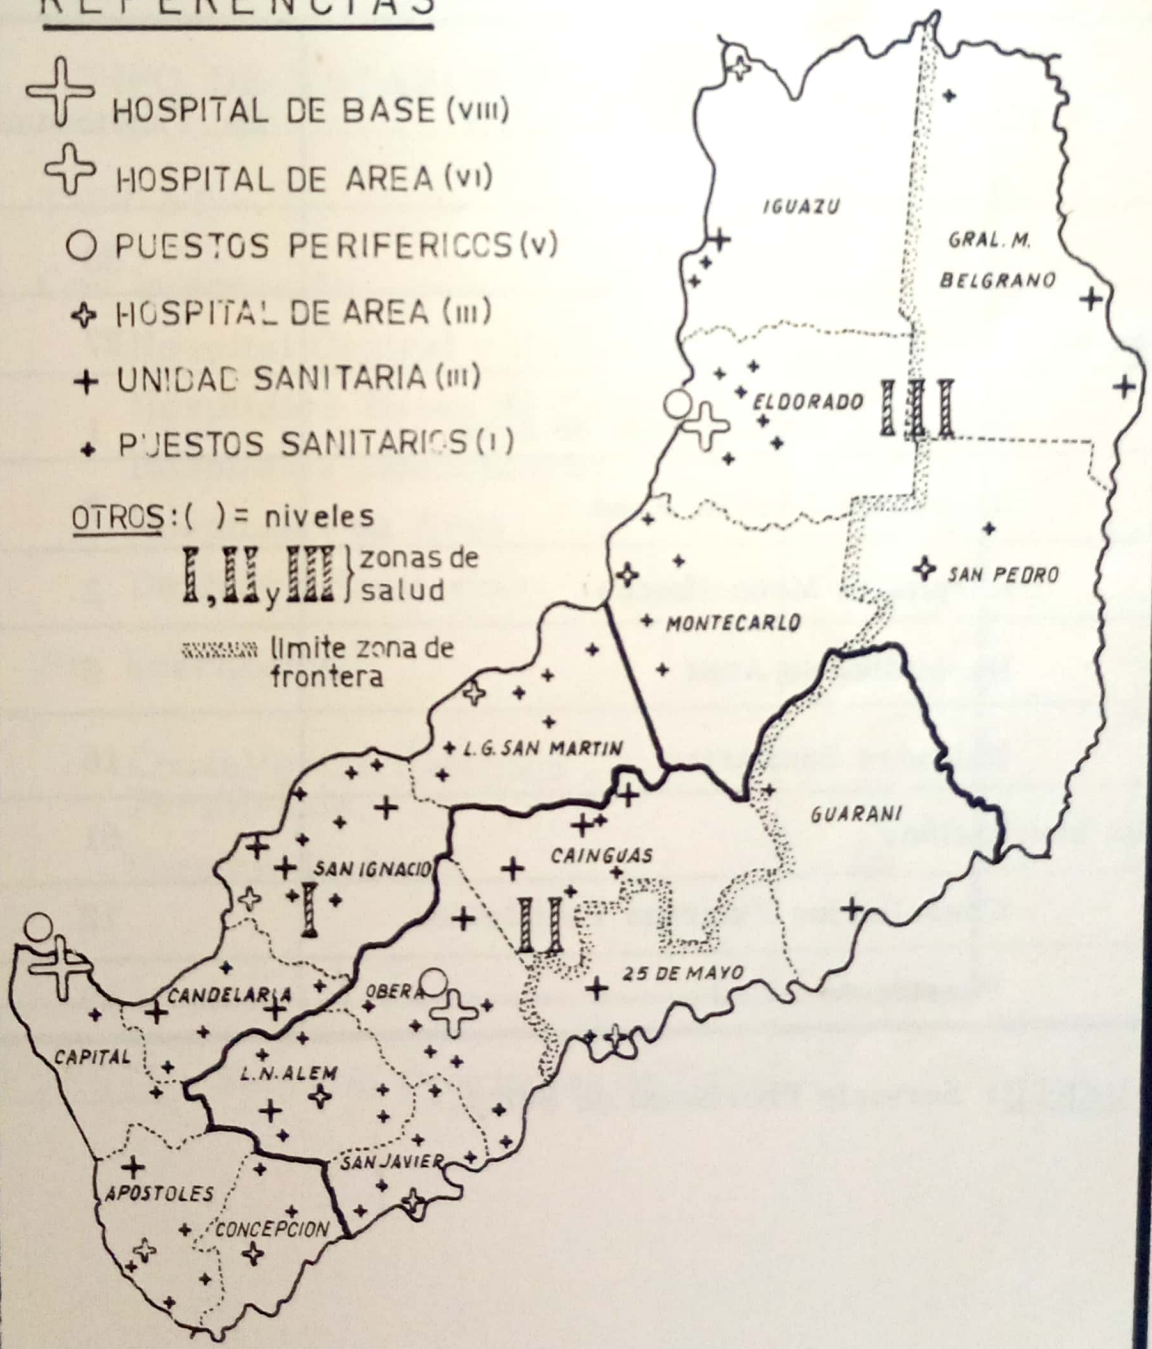 REFERENCIAS
HOSPITAL DE BASE (VIII)
HOSPITAL DE AREA (VI)
PUESTOS PERIFERICOS (V)
HOSPITAL DE AREA (III)
UNIDAD SANITARIA (III)
PUESTOS SANITARIOS (I)
OTROS: ( ) = niveles
I, II y III } zonas de
salud
limite zona de
frontera
IGUAZU
GRAL. M.
BELGRANO
ELDORADO
III
SAN PEDRO
MONTECARLO
L.G. SAN MARTIN
GUARANI
CAINGUAS
SAN IGNACIO
I
II
25 DE MAYO
CANDELARIA
OBERA
CAPITAL
L.N. ALEM
SAN JAVIER
APOSTOLES
CONCEPCION